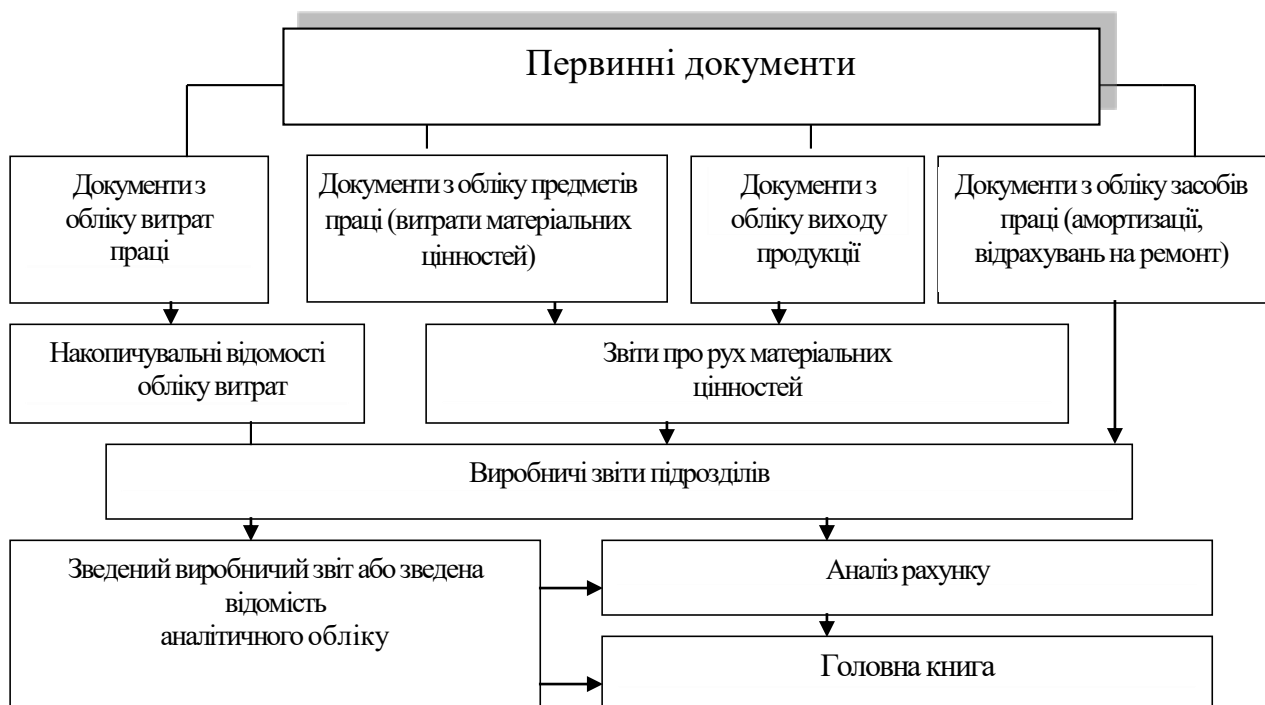 Первинні документи
Документи з
обліку витрат
праці
Документи з обліку предметів
праці (витрати матеріальних
цінностей)
Документи з
обліку виходу
продукції
Документи з обліку засобів
праці (амортизації,
відрахувань на ремонт)
Накопичувальні відомості
обліку витрат
Звіти про рух матеріальних
цінностей
Виробничі звіти підрозділів
Зведений виробничий звіт або зведена
відомість
аналітичного обліку
Аналіз рахунку
Головна книга